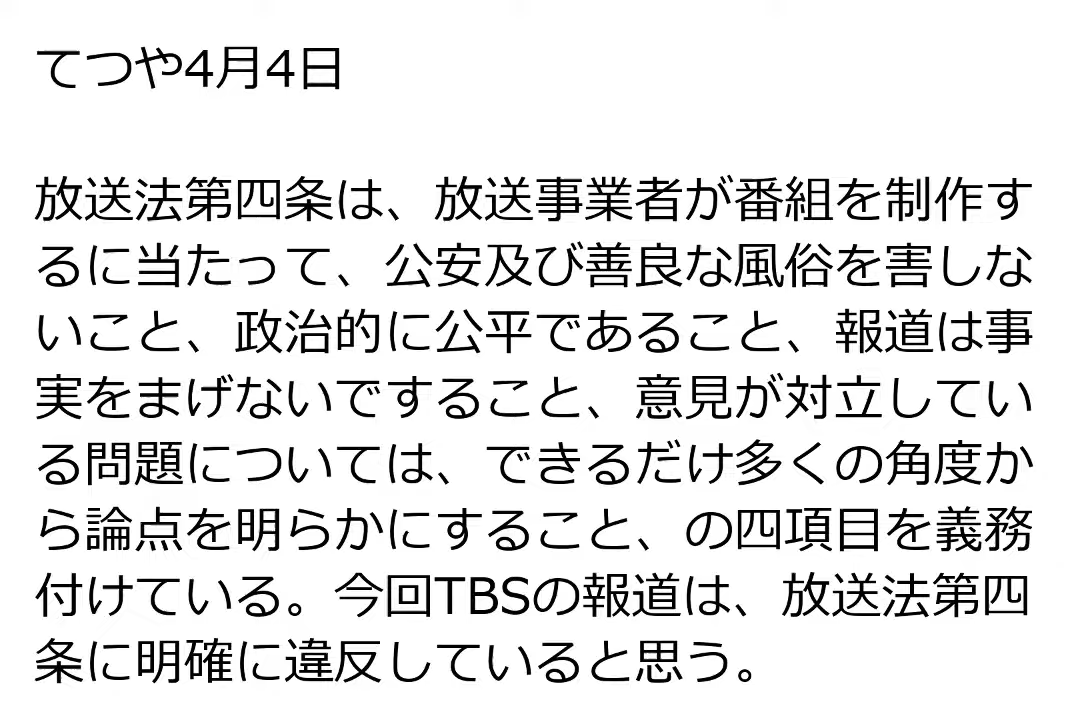 てつや4月4日
放送法第四条は、放送事業者が番組を制作す
るに当たって、公安及び善良な風俗を害しな
いこと、政治的に公平であること、報道は事
実をまげないですること、意見が対立してい
る問題については、できるだけ多くの角度か
ら論点を明らかにすること、の四項目を義務
付けている。今回TBSの報道は、放送法第四
条に明確に違反していると思う。